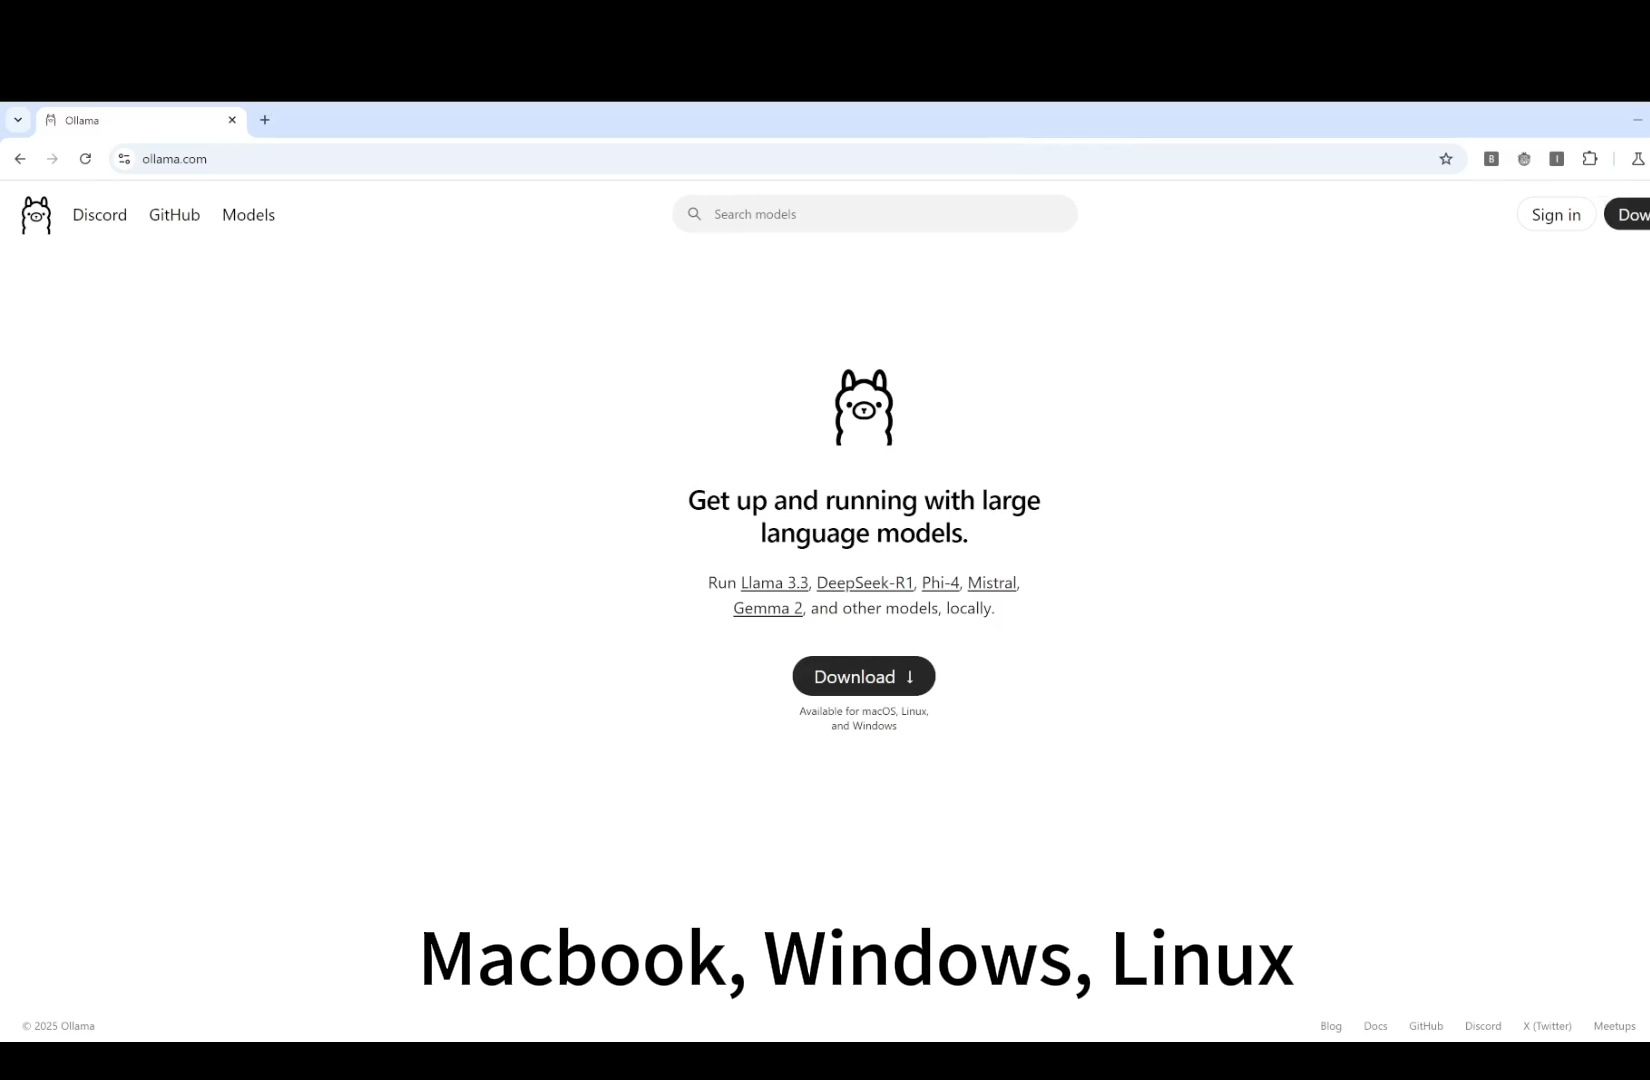 Ollama
ollama.com
Discord GitHub Models
Search models
Sign in
Dow
Get up and running with large
language models.
Run Llama 3.3, DeepSeek-R1, Phi-4, Mistral,
Gemma 2, and other models, locally.
Download ↓
Available for macOS, Linux,
and Windows
Macbook, Windows, Linux
© 2025 Ollama
Blog Docs GitHub Discord X (Twitter) Meetups